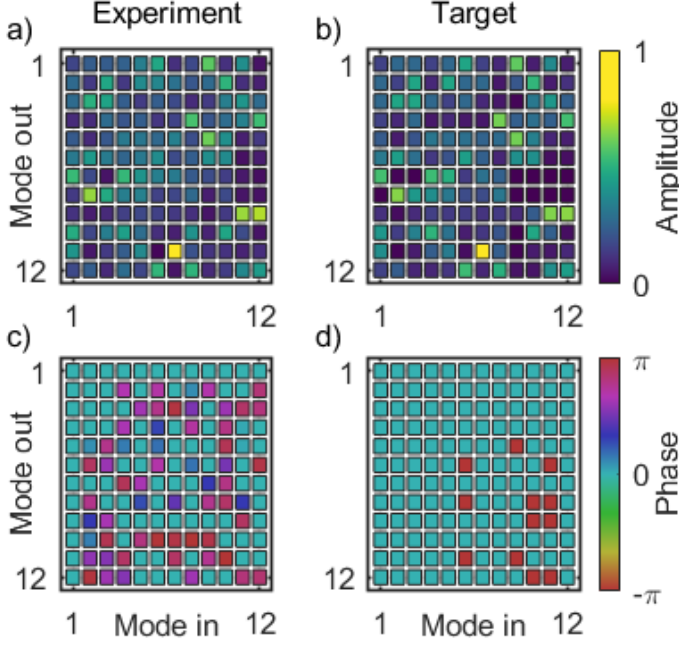 Experiment
Target
a)
b)
1
12
Mode out
1
12
1
12
1
12
1
0
Amplitude
c)
d)
1
12
Mode out
1
12
1
Mode in
12
1
Mode in
12
π
0
-π
Phase